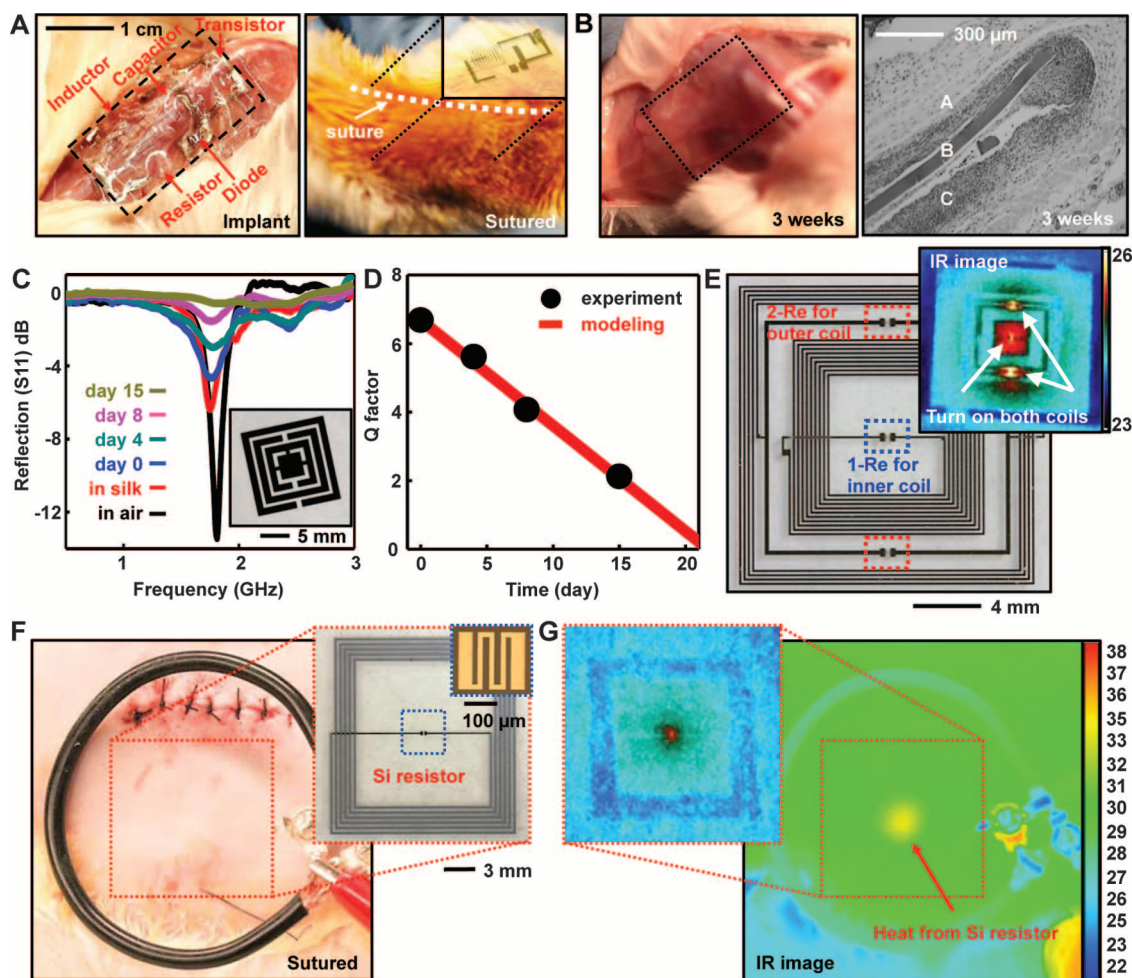 A
1 cm
Transistor
Capacitor
Inductor
Resistor
Diode
Implant
suture
Sutured
B
3 weeks
300 µm
A
B
C
3 weeks
C
Reflection (S11) dB
0
-4
-8
-12
day 15
day 8
day 4
day 0
in silk
in air
5 mm
1
2
3
Frequency (GHz)
D
Q factor
8
6
4
2
0
experiment
modeling
0
5
10
15
20
Time (day)
E
2-Re for
outer coil
1-Re for
inner coil
4 mm
IR image
Turn on both coils
26
23
F
Sutured
Si resistor
100 µm
3 mm
G
Heat from Si resistor
IR image
38
37
36
35
34
33
32
31
30
29
28
27
26
25
24
23
22